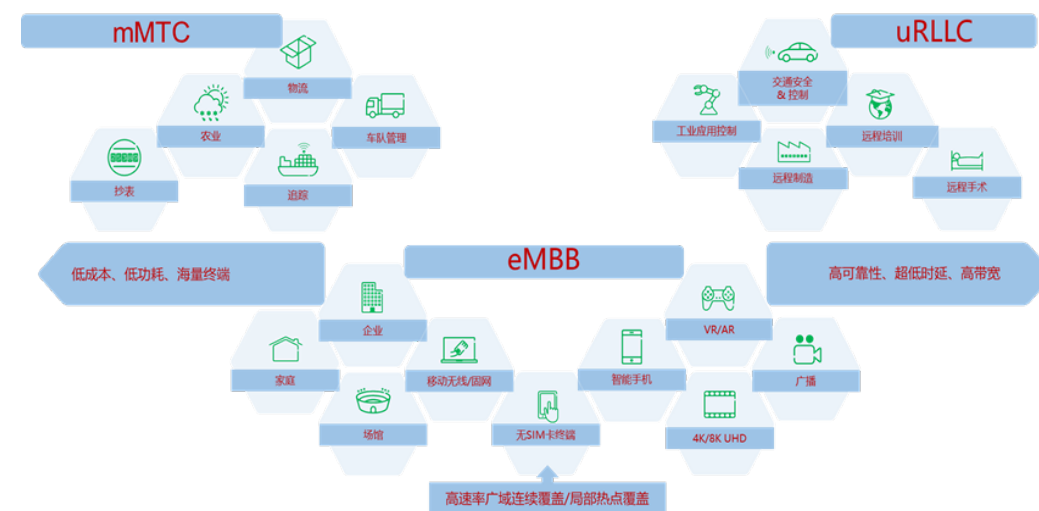 mMTC
物流
农业
车队管理
抄表
追踪
uRLLC
交通安全
& 控制
工业应用控制
远程培训
远程制造
远程手术
低成本、低功耗、海量终端
eMBB
高可靠性、超低时延、高带宽
企业
VR/AR
家庭
移动无线/固网
智能手机
广播
场馆
无SIM卡终端
4K/8K UHD
高速率广域连续覆盖/局部热点覆盖